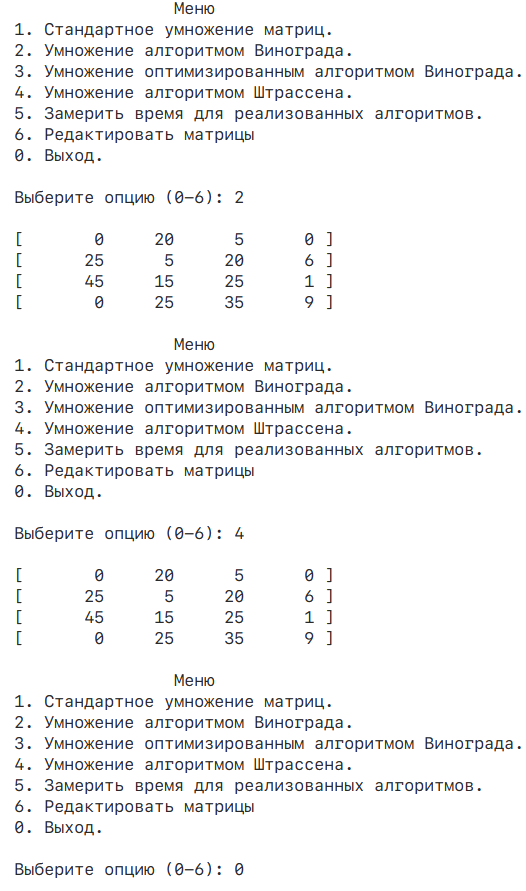 Меню
1. Стандартное умножение матриц.
2. Умножение алгоритмом Винограда.
3. Умножение оптимизированным алгоритмом Винограда.
4. Умножение алгоритмом Штрассена.
5. Замерить время для реализованных алгоритмов.
6. Редактировать матрицы
0. Выход.
Выберите опцию (0-6): 2
[ 0 20 5 0 ]
[ 25 5 20 6 ]
[ 45 15 25 1 ]
[ 0 25 35 9 ]
Меню
1. Стандартное умножение матриц.
2. Умножение алгоритмом Винограда.
3. Умножение оптимизированным алгоритмом Винограда.
4. Умножение алгоритмом Штрассена.
5. Замерить время для реализованных алгоритмов.
6. Редактировать матрицы
0. Выход.
Выберите опцию (0-6): 4
[ 0 20 5 0 ]
[ 25 5 20 6 ]
[ 45 15 25 1 ]
[ 0 25 35 9 ]
Меню
1. Стандартное умножение матриц.
2. Умножение алгоритмом Винограда.
3. Умножение оптимизированным алгоритмом Винограда.
4. Умножение алгоритмом Штрассена.
5. Замерить время для реализованных алгоритмов.
6. Редактировать матрицы
0. Выход.
Выберите опцию (0-6): 0